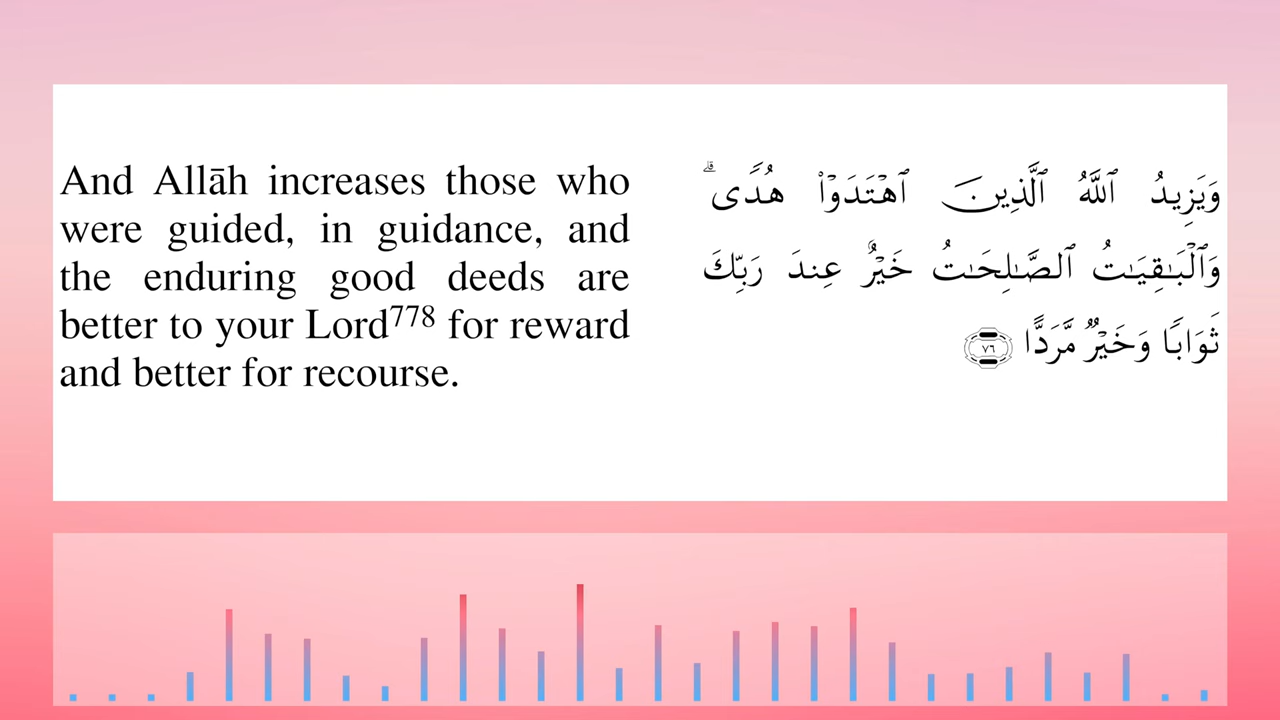 And Allāh increases those who
were guided, in guidance, and
the enduring good deeds are
better to your Lord⁷⁷⁸ for reward
and better for recourse.
وَيَزِيدُ ٱللَّهُ ٱلَّذِينَ ٱهْتَدَوْا۟ هُدًى ۗ
وَٱلْبَـٰقِيَـٰتُ ٱلصَّـٰلِحَـٰتُ خَيْرٌ عِندَ رَبِّكَ
ثَوَابًا وَخَيْرٌ مَّرَدًّا ٧٦